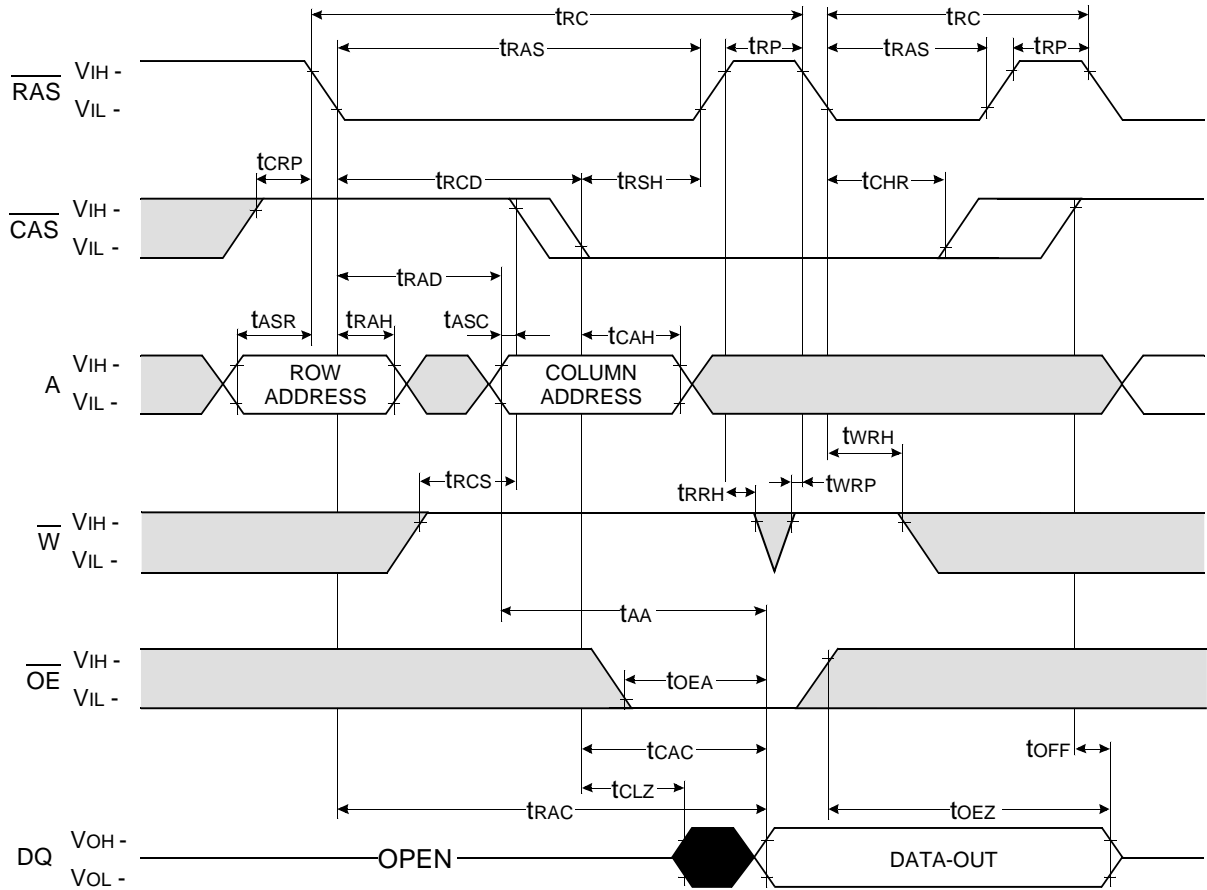 tRC tRC
tRAS tRP tRAS tRP
RAS VIH -
VIL -
tCRP tRCD tRSH tCHR
CAS VIH -
VIL -
tRAD
tASR tRAH tASC tCAH
A VIH -
VIL -
ROW
ADDRESS
COLUMN
ADDRESS
tWRH
tRCS tRRH tWRP
W VIH -
VIL -
tAA
OE VIH -
VIL -
tOEA
tCAC tOFF
tCLZ
tRAC tOEZ
DQ VOH -
VOL -
OPEN DATA-OUT